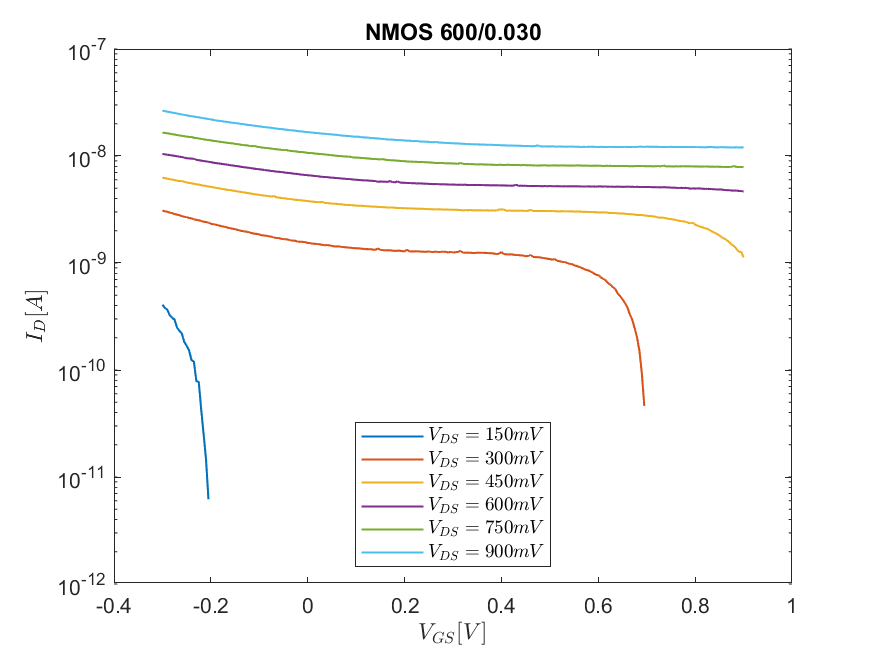 NMOS 600/0.030
10^-7
10^-8
10^-9
10^-10
10^-11
10^-12
I_D[A]
V_DS = 150mV
V_DS = 300mV
V_DS = 450mV
V_DS = 600mV
V_DS = 750mV
V_DS = 900mV
-0.4 -0.2 0 0.2 0.4 0.6 0.8 1
V_GS[V]